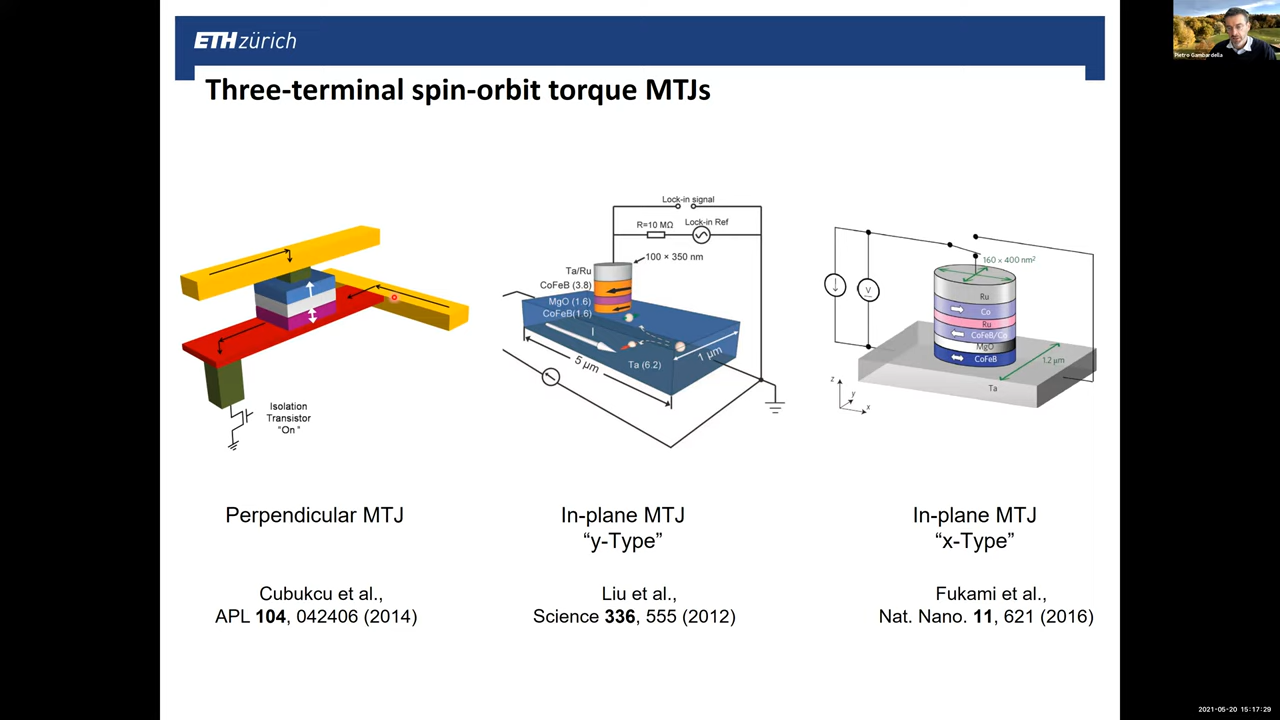 ETH zürich
Pietro Gambardella
Three-terminal spin-orbit torque MTJs
Isolation
Transistor
"On"
Lock-in signal
R=10 MΩ
Lock-in Ref
100 × 350 nm
Ta/Ru
CoFeB (3.8)
MgO (1.6)
CoFeB(1.6)
I
Ta (6.2)
5 μm
1 μm
160 x 400 nm²
V
Ru
Co
Ru
CoFeB/Co
MgO
CoFeB
Ta
1.2 μm
z
y
x
Perpendicular MTJ
In-plane MTJ
“y-Type”
In-plane MTJ
“x-Type”
Cubukcu et al.,
APL 104, 042406 (2014)
Liu et al.,
Science 336, 555 (2012)
Fukami et al.,
Nat. Nano. 11, 621 (2016)
2021-05-20 15:17:29